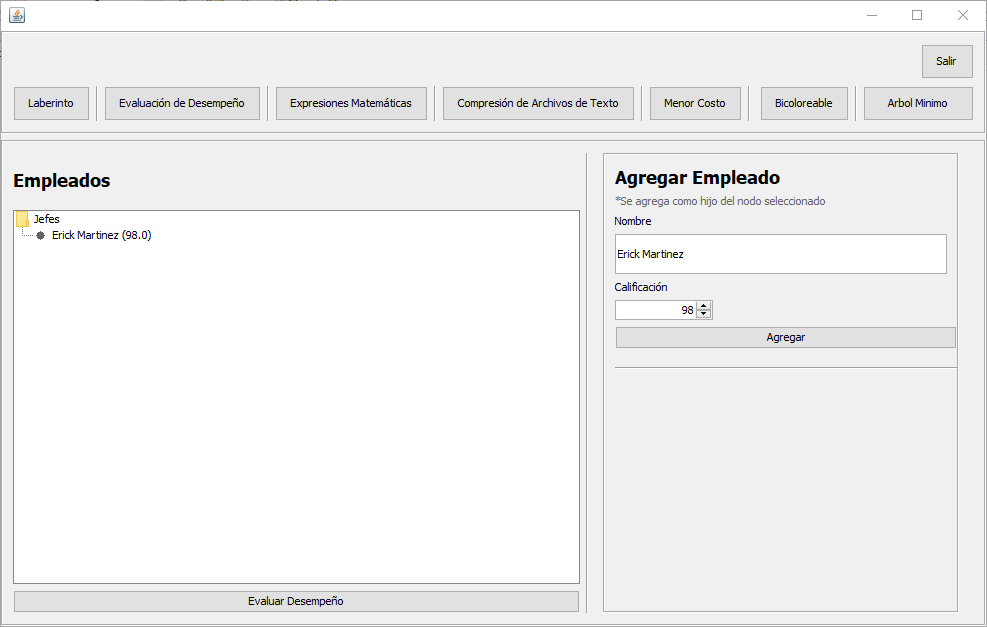 Salir
Laberinto
Evaluación de Desempeño
Expresiones Matemáticas
Compresión de Archivos de Texto
Menor Costo
Bicoloreable
Arbol Minimo
Empleados
Jefes
Erick Martinez (98.0)
Evaluar Desempeño
Agregar Empleado
*Se agrega como hijo del nodo seleccionado
Nombre
Erick Martinez
Calificación
98
Agregar